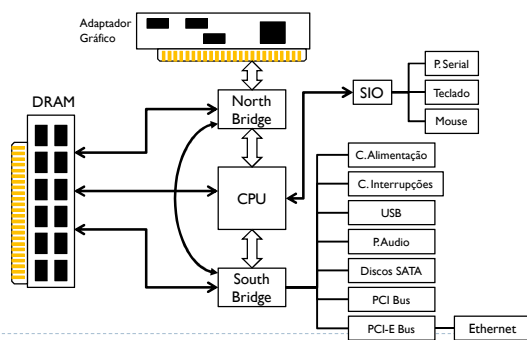 Adaptador
Gráfico
DRAM
North
Bridge
SIO
P. Serial
Teclado
Mouse
CPU
C. Alimentação
C. Interrupções
USB
P. Audio
Discos SATA
PCI Bus
PCI-E Bus
South
Bridge
Ethernet